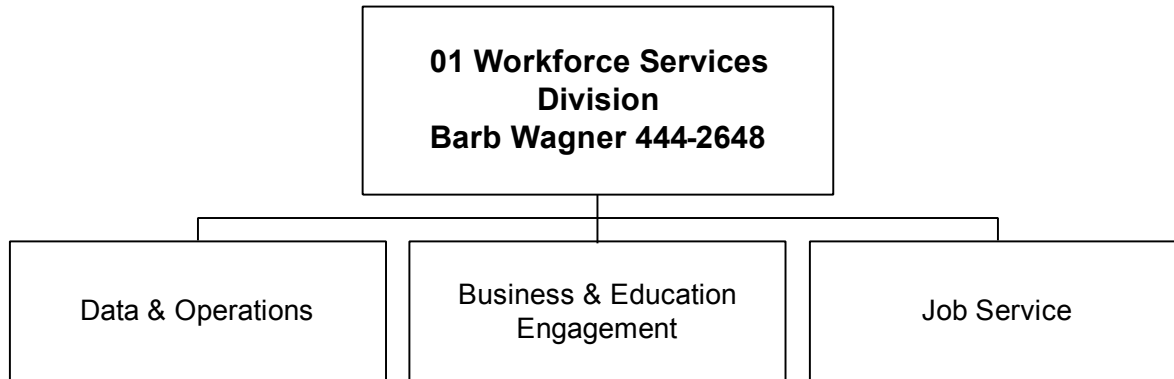 01 Workforce Services
Division
Barb Wagner 444-2648
Data & Operations
Business & Education
Engagement
Job Service